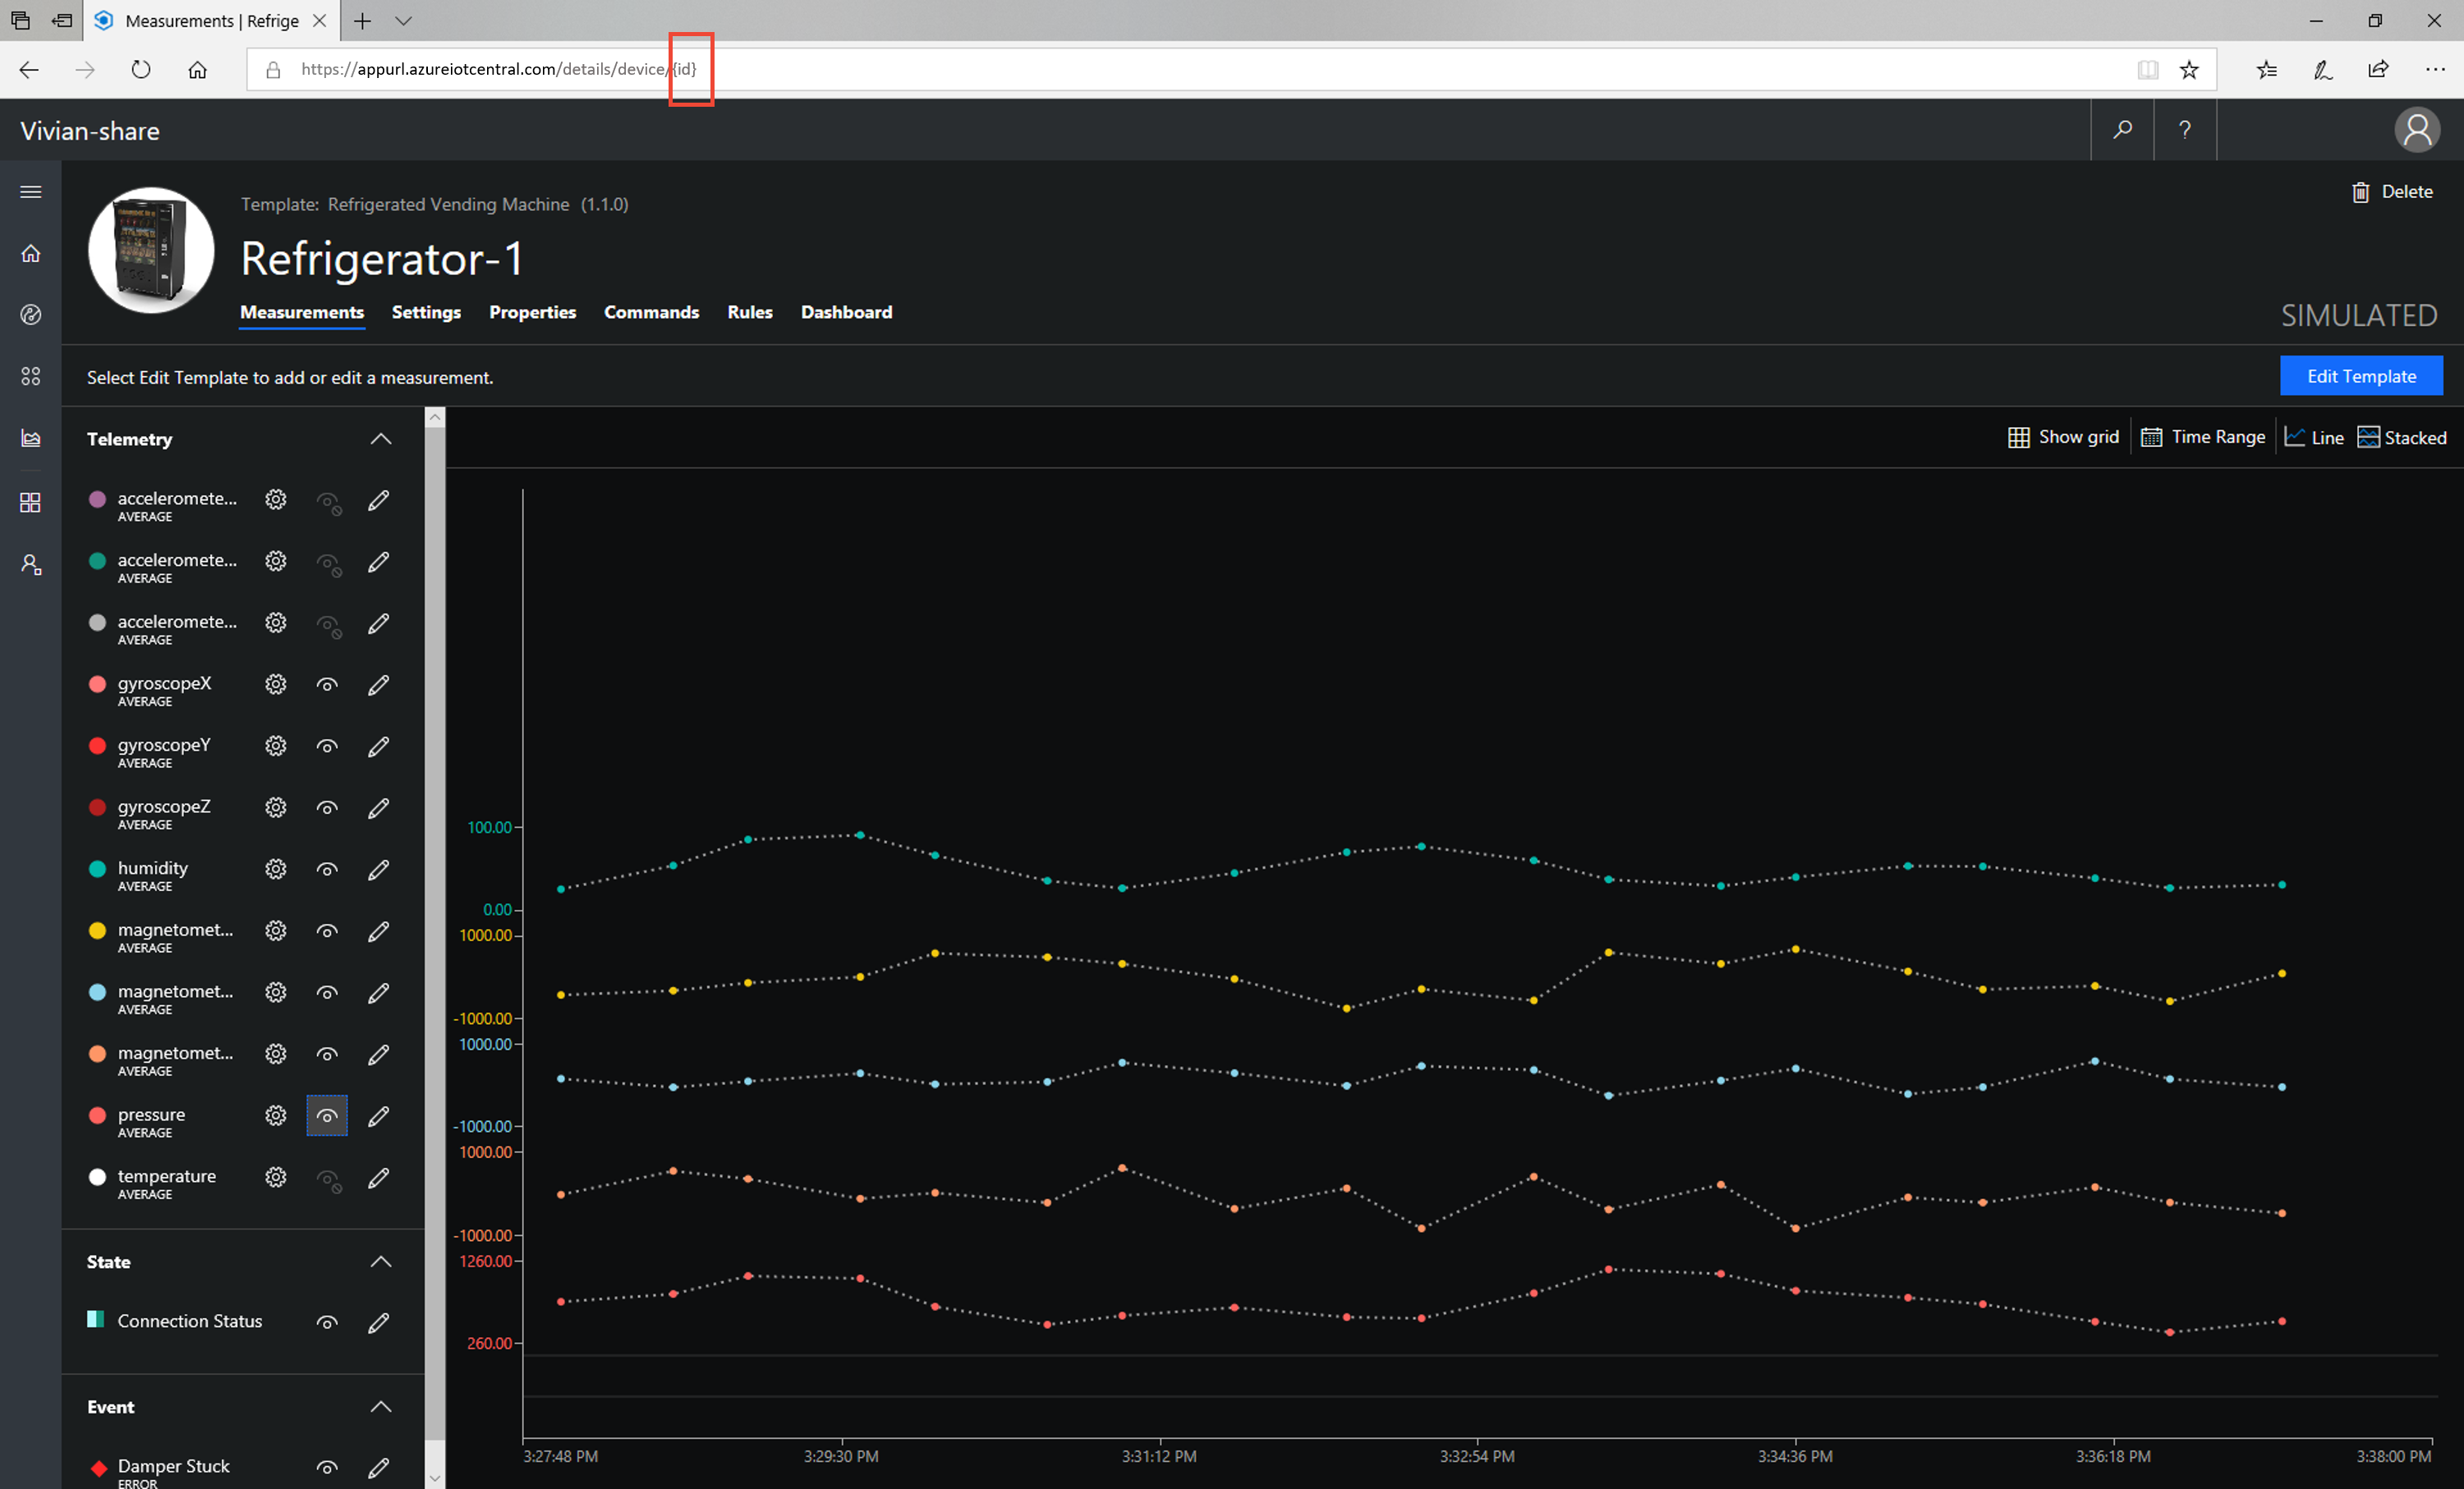 Measurements | Refrige
https://appurl.azureiotcentral.com/details/device/{id}
Vivian-share
?
Template: Refrigerated Vending Machine (1.1.0)
Delete
Refrigerator-1
Measurements Settings Properties Commands Rules Dashboard
SIMULATED
Select Edit Template to add or edit a measurement.
Edit Template
Telemetry
Show grid Time Range Line Stacked
acceleromete...
AVERAGE
acceleromete...
AVERAGE
acceleromete...
AVERAGE
gyroscopeX
AVERAGE
gyroscopeY
AVERAGE
gyroscopeZ
AVERAGE
humidity
AVERAGE
magnetomet...
AVERAGE
magnetomet...
AVERAGE
magnetomet...
AVERAGE
pressure
AVERAGE
temperature
AVERAGE
State
Connection Status
Event
Damper Stuck
ERROR
100.00
0.00
1000.00
-1000.00
1000.00
-1000.00
1000.00
-1000.00
1260.00
260.00
3:27:48 PM 3:29:30 PM 3:31:12 PM 3:32:54 PM 3:34:36 PM 3:36:18 PM 3:38:00 PM